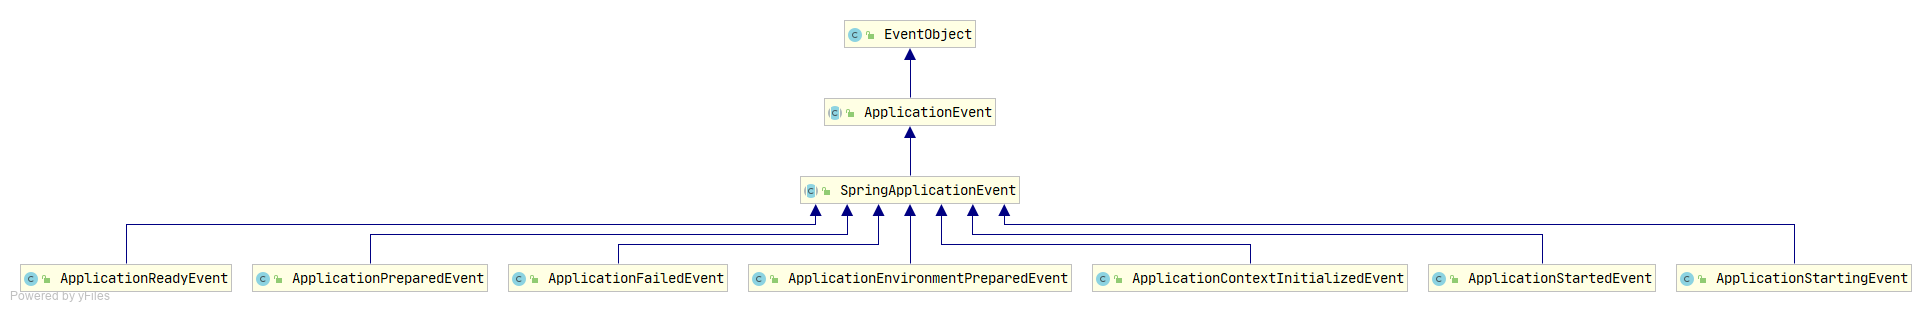 EventObject
ApplicationEvent
SpringApplicationEvent
ApplicationReadyEvent ApplicationPreparedEvent ApplicationFailedEvent ApplicationEnvironmentPreparedEvent ApplicationContextInitializedEvent ApplicationStartedEvent ApplicationStartingEvent
Powered by yFiles